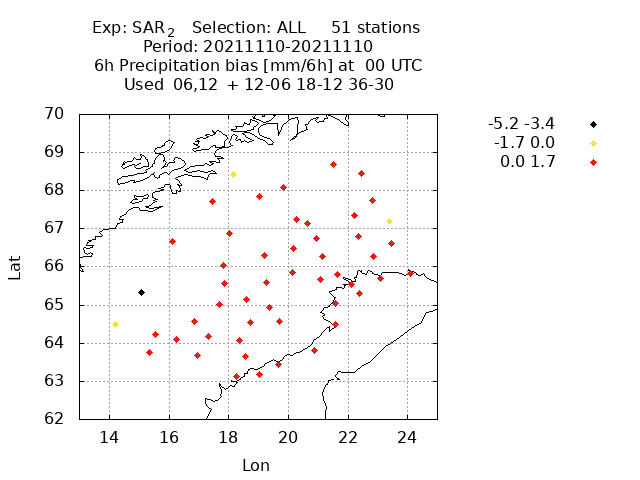 Exp: SAR2 Selection: ALL 51 stations
Period: 20211110-20211110
6h Precipitation bias [mm/6h] at 00 UTC
Used 06,12 + 12-06 18-12 36-30
-5.2 -3.4
-1.7 0.0
0.0 1.7
70
69
68
67
66
65
64
63
62
Lat
14 16 18 20 22 24
Lon